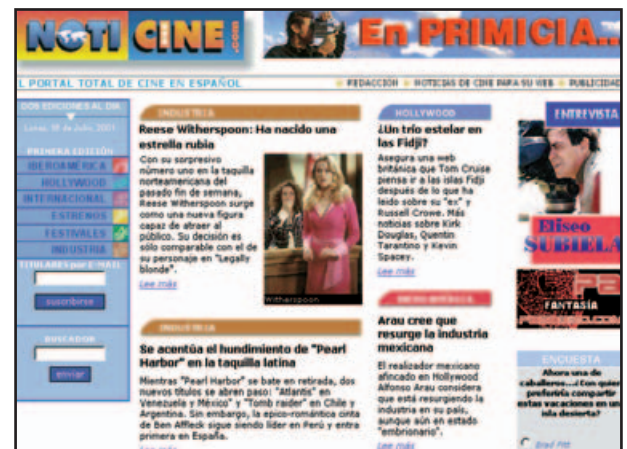 NOTICINE.com
En PRIMICIA...
L PORTAL TOTAL DE CINE EN ESPAÑOL
REDACCIÓN
NOTICIAS DE CINE PARA SU WEB
PUBLICIDAD
DOS EDICIONES AL DIA
PRIMERA EDICIÓN
IBEROAMÉRICA
HOLLYWOOD
INTERNACIONAL
ESTRENOS
FESTIVALES
INDUSTRIA
TITULARES por E-MAIL
suscribirse
BUSCADOR
enviar
INDUSTRIA
Reese Witherspoon: Ha nacido una
estrella rubia
Con su sorpresivo
número uno en la taquilla
norteamericana del
pasado fin de semana,
Reese Witherspoon surge
como una nueva figura
capaz de atraer al
público. Su decisión es
sólo comparable con el de
su personaje en "Legally
blonde".
Lee más
Witherspoon
INDUSTRIA
Se acentúa el hundimiento de "Pearl
Harbor" en la taquilla latina
Mientras "Pearl Harbor" se bate en retirada, dos
nuevos títulos se abren paso: "Atlantis" en
Venezuela y México" y "Tomb raider" en Chile y
Argentina. Sin embargo, la epico-romántica cinta
de Ben Affleck sigue siendo líder en Perú y entra
primera en España.
Lee más
HOLLYWOOD
¿Un trío estelar en
las Fidji?
Asegura una web
británica que Tom Cruise
piensa ir a las islas Fidji
después de lo que ha
leido sobre su "ex" y
Russell Crowe. Más
noticias sobre Kirk
Douglas, Quentin
Tarantino y Kevin
Spacey.
Lee más
IBEROAMÉRICA
Arau cree que
resurge la industria
mexicana
El realizador mexicano
afincado en Hollywood
Alfonso Arau considera
que está resurgiendo la
industria en su país,
aunque aún en estado
"embrionario".
Lee más
ENTREVISTA
Eliseo
SUBIELA
FANTASÍA
ENCUESTA
Ahora una de
caballeros...¿Con quien
preferiría compartir
estas vacaciones en un
isla desierta?
Brad Pitt